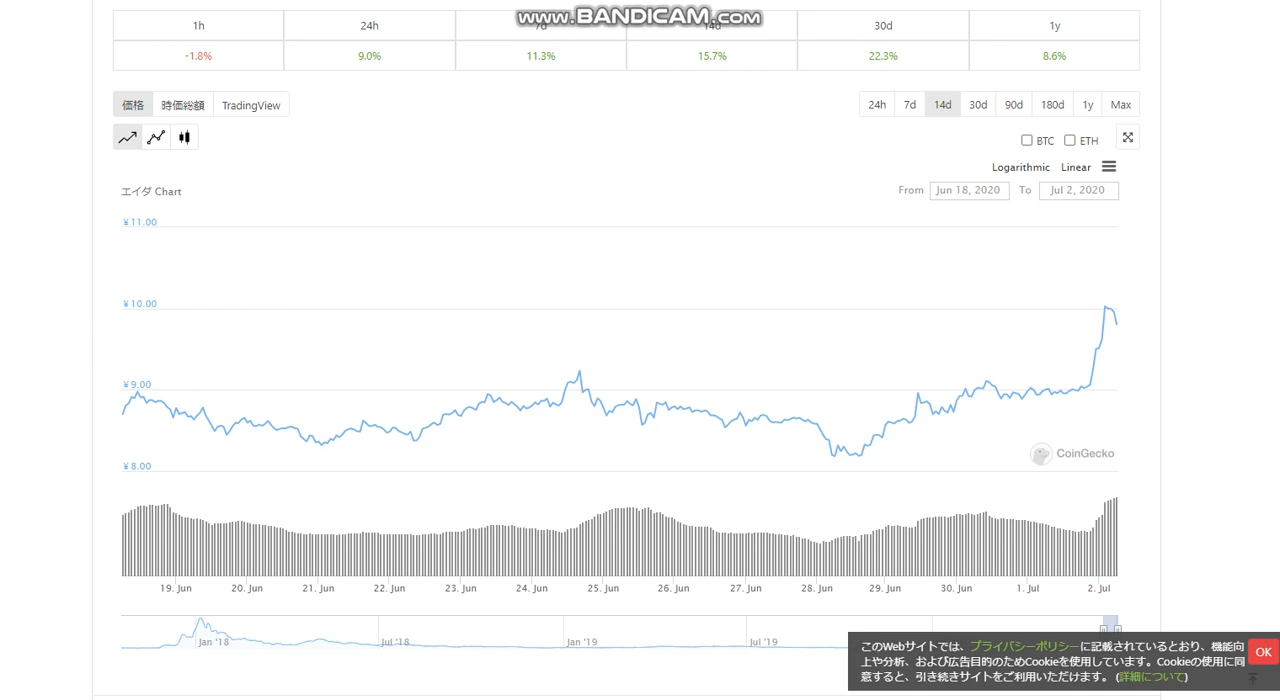 www.BANDICAM.com
1h 24h 7d 14d 30d 1y
-1.8% 9.0% 11.3% 15.7% 22.3% 8.6%
価格 時価総額 TradingView 24h 7d 14d 30d 90d 180d 1y Max
BTC ETH
Logarithmic Linear
エイダ Chart From Jun 18, 2020 To Jul 2, 2020
¥11.00
¥10.00
¥9.00
¥8.00
CoinGecko
19. Jun 20. Jun 21. Jun 22. Jun 23. Jun 24. Jun 25. Jun 26. Jun 27. Jun 28. Jun 29. Jun 30. Jun 1. Jul 2. Jul
Jan '18 Jul '18 Jan '19 Jul '19
このWebサイトでは、プライバシーポリシーに記載されているとおり、機能向
上や分析、および広告目的のためCookieを使用しています。Cookieの使用に同
意すると、引き続きサイトをご利用いただけます。 (詳細について)
OK